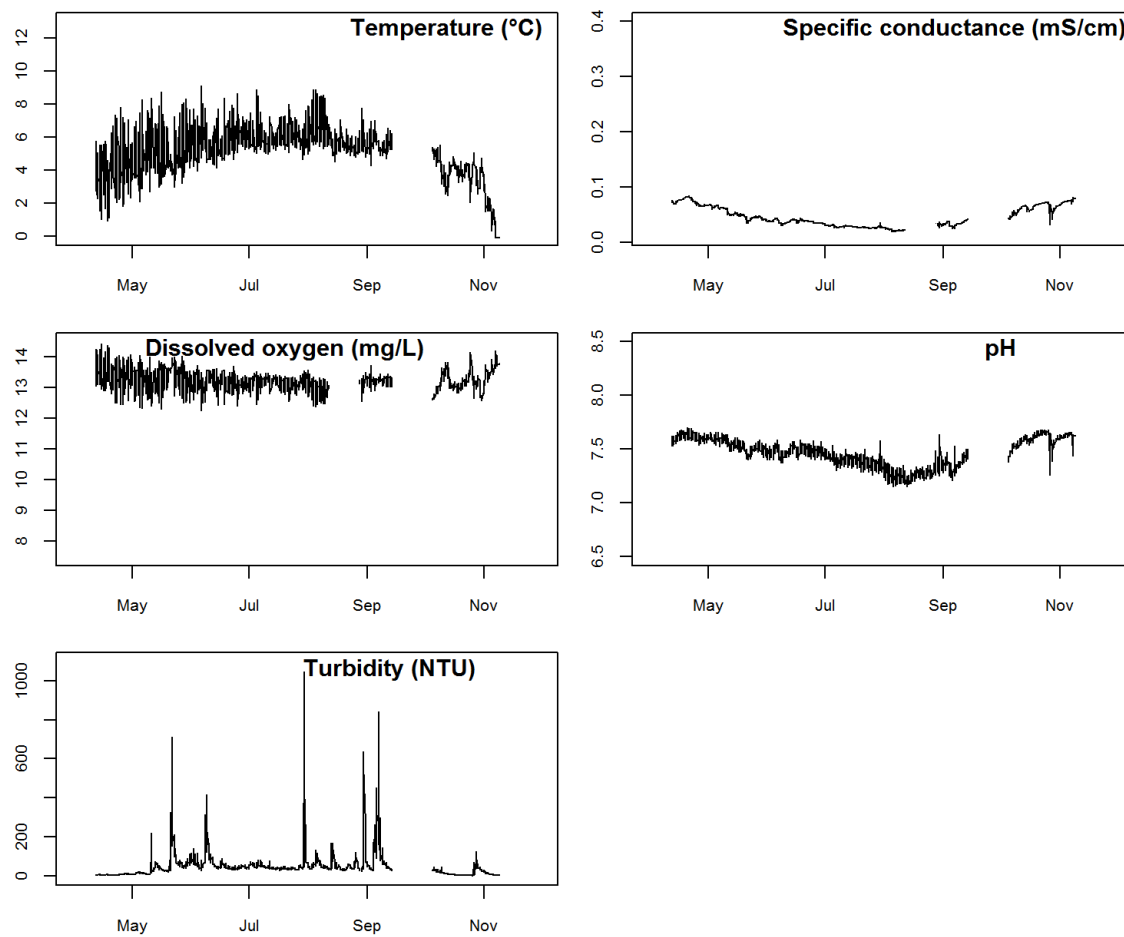 Temperature (°C)
0 2 4 6 8 10 12
May Jul Sep Nov
Specific conductance (mS/cm)
0.0 0.1 0.2 0.3 0.4
May Jul Sep Nov
Dissolved oxygen (mg/L)
8 9 10 11 12 13 14
May Jul Sep Nov
pH
6.5 7.0 7.5 8.0 8.5
May Jul Sep Nov
Turbidity (NTU)
0 200 600 1000
May Jul Sep Nov